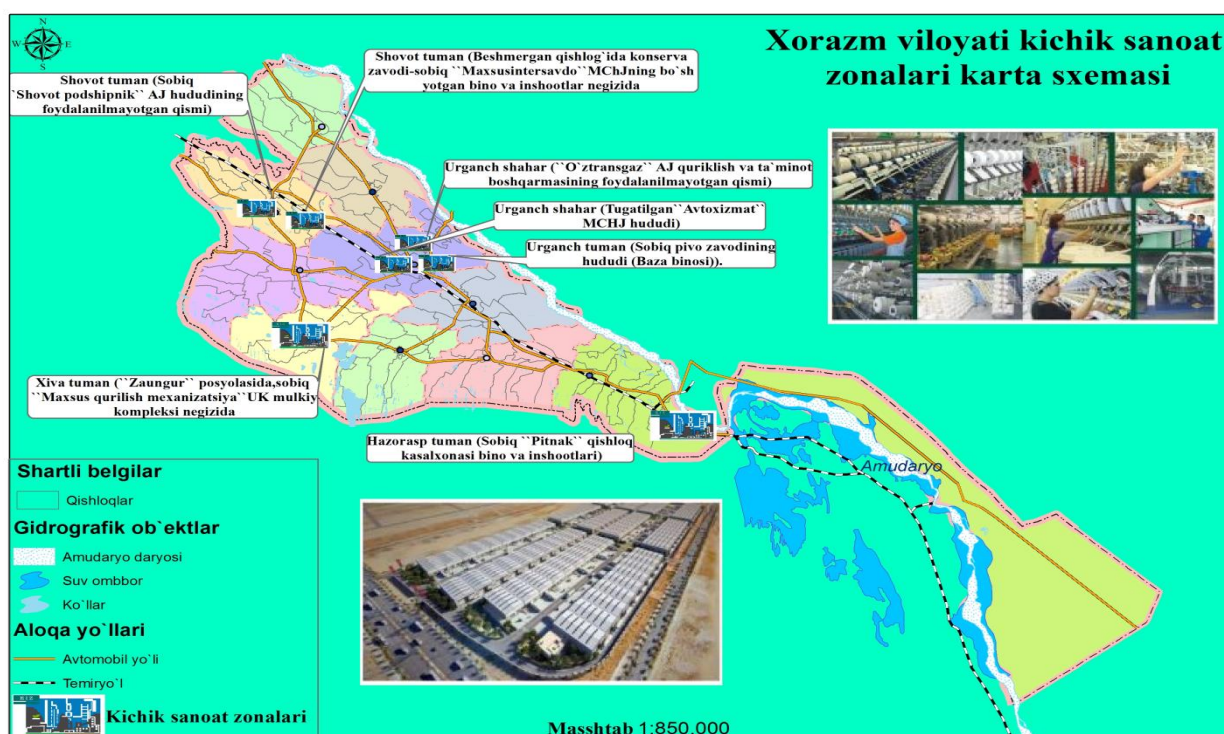 N
W
E
S
Xorazm viloyati kichik sanoat
zonalari karta sxemasi
Shovot tuman (Sobiq
`Shovot podshipnik`` AJ hududining
foydalanilmayotgan qismi)
Shovot tuman (Beshmergan qishlog`ida konserva
zavodi-sobiq ``Maxsusintersavdo``MChJning bo`sh
yotgan bino va inshootlar negizida
Urganch shahar (``O`ztransgaz`` AJ quriklish va ta`minot
boshqarmasining foydalanilmayotgan qismi)
Urganch shahar (Tugatilgan``Avtoxizmat``
MCHJ hududi)
Urganch tuman (Sobiq pivo zavodining
hududi (Baza binosi)).
Xiva tuman (``Zaungur`` posyolasida,sobiq
``Maxsus qurilish mexanizatsiya``UK mulkiy
kompleksi negizida
Hazorasp tuman (Sobiq ``Pitnak`` qishloq
kasalxonasi bino va inshootlari)
Amudaryo
Shartli belgilar
Qishloqlar
Gidrografik ob`ektlar
Amudaryo daryosi
Suv ombbor
Ko`llar
Aloqa yo`llari
Avtomobil yo`li
Temiryo`l
Kichik sanoat zonalari
Masshtab 1:850,000